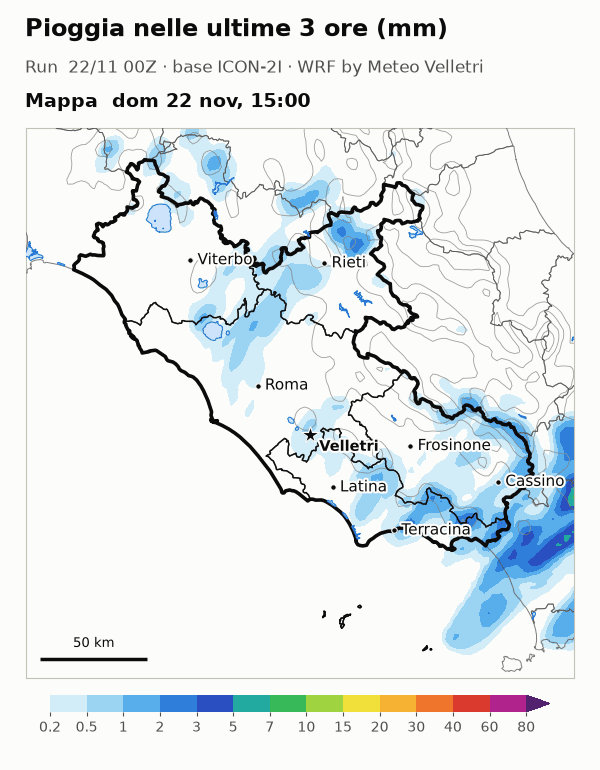 Pioggia nelle ultime 3 ore (mm)
Run  22/11 00Z · base ICON-2I · WRF by Meteo Velletri
Mappa  dom 22 nov, 15:00
Viterbo
Rieti
Roma
Velletri
Frosinone
Latina
Cassino
Terracina
50 km
0.2 0.5 1 2 3 5 7 10 15 20 30 40 60 80